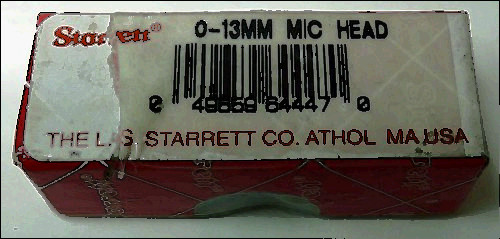 Starrett®
0-13MM MIC HEAD
0 49659 64447 0
THE L.S. STARRETT CO. ATHOL MA.USA